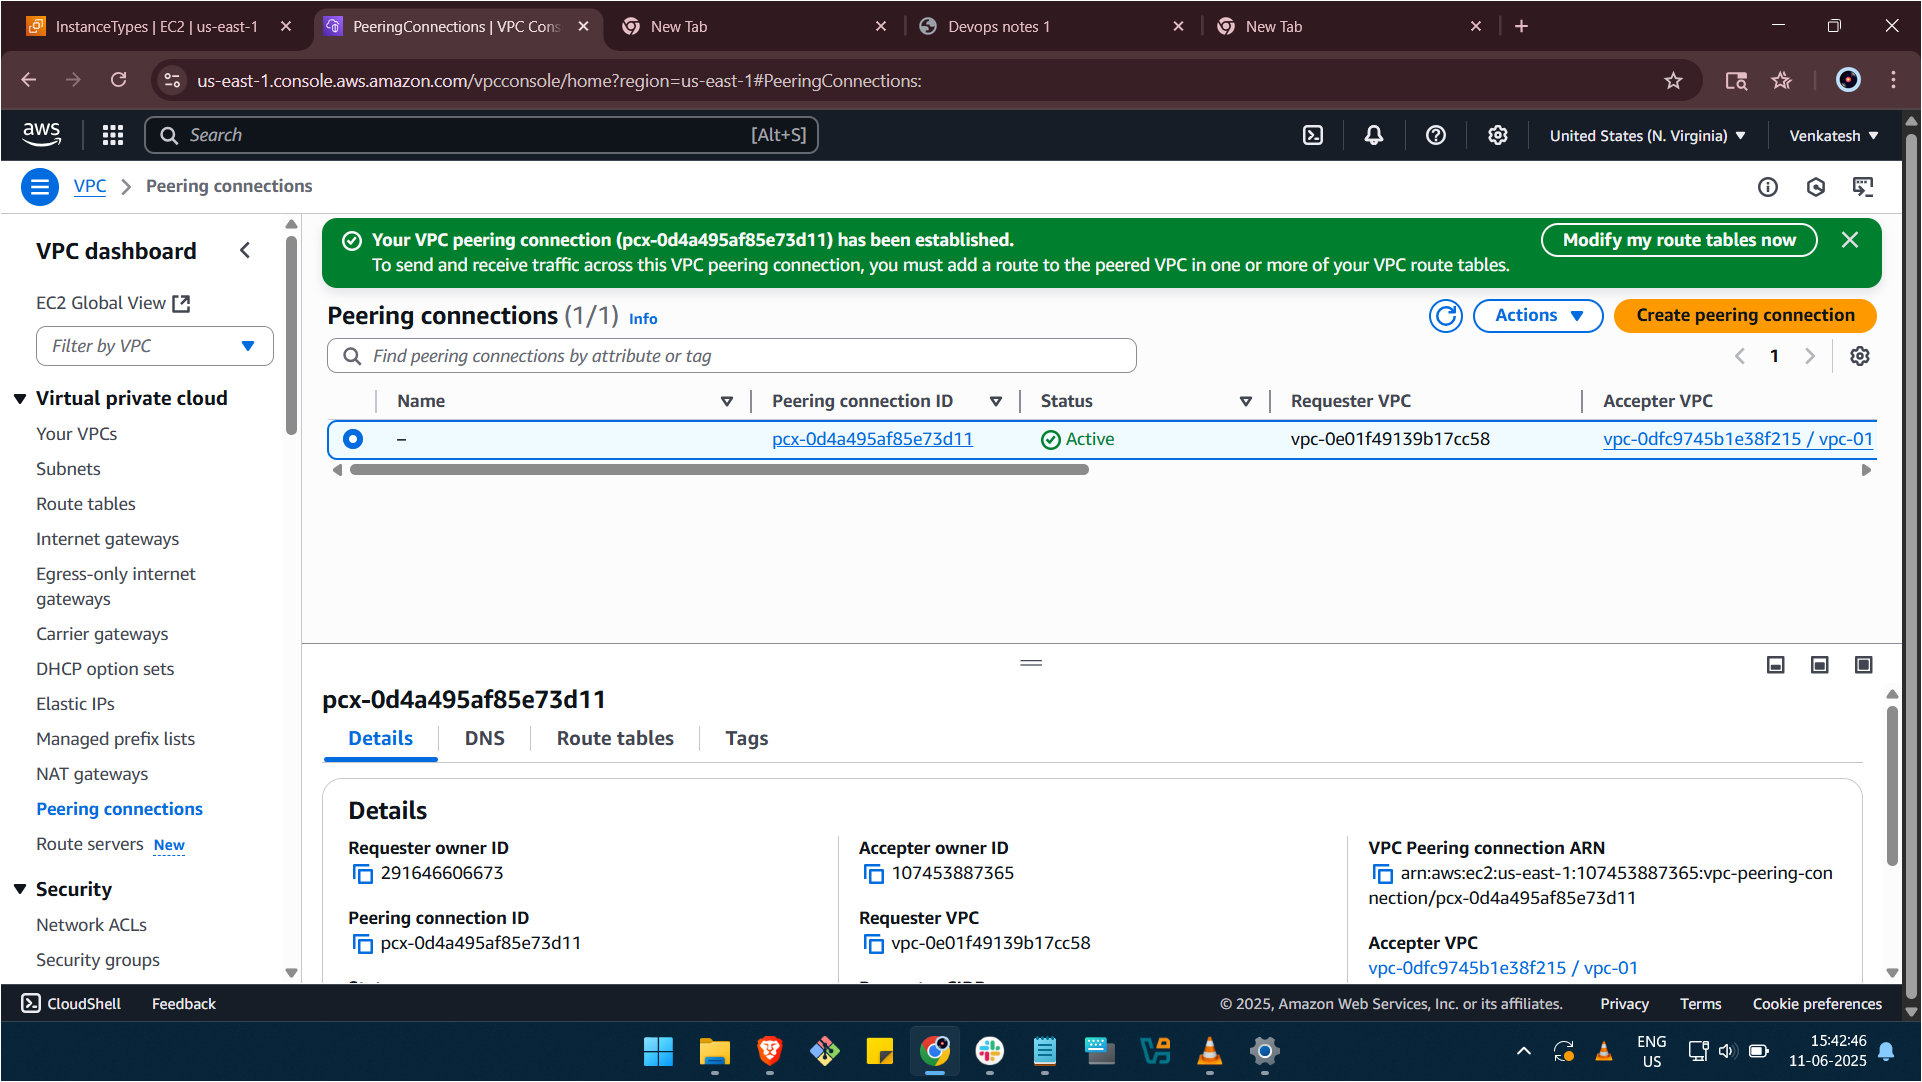 InstanceTypes | EC2 | us-east-1
PeeringConnections | VPC Cons
New Tab
Devops notes 1
New Tab
us-east-1.console.aws.amazon.com/vpcconsole/home?region=us-east-1#PeeringConnections:
aws
Search
[Alt+S]
United States (N. Virginia)
Venkatesh
VPC
Peering connections
VPC dashboard
EC2 Global View
Filter by VPC
Virtual private cloud
Your VPCs
Subnets
Route tables
Internet gateways
Egress-only internet
gateways
Carrier gateways
DHCP option sets
Elastic IPs
Managed prefix lists
NAT gateways
Peering connections
Route servers New
Security
Network ACLs
Security groups
Your VPC peering connection (pcx-0d4a495af85e73d11) has been established.
To send and receive traffic across this VPC peering connection, you must add a route to the peered VPC in one or more of your VPC route tables.
Modify my route tables now
Peering connections (1/1) Info
Actions
Create peering connection
Find peering connections by attribute or tag
1
Name
Peering connection ID
Status
Requester VPC
Accepter VPC
–
pcx-0d4a495af85e73d11
Active
vpc-0e01f49139b17cc58
vpc-0dfc9745b1e38f215 / vpc-01
pcx-0d4a495af85e73d11
Details
DNS
Route tables
Tags
Details
Requester owner ID
291646606673
Peering connection ID
pcx-0d4a495af85e73d11
Accepter owner ID
107453887365
Requester VPC
vpc-0e01f49139b17cc58
VPC Peering connection ARN
arn:aws:ec2:us-east-1:107453887365:vpc-peering-con
nection/pcx-0d4a495af85e73d11
Accepter VPC
vpc-0dfc9745b1e38f215 / vpc-01
CloudShell
Feedback
© 2025, Amazon Web Services, Inc. or its affiliates.
Privacy
Terms
Cookie preferences
ENG
US
15:42:46
11-06-2025